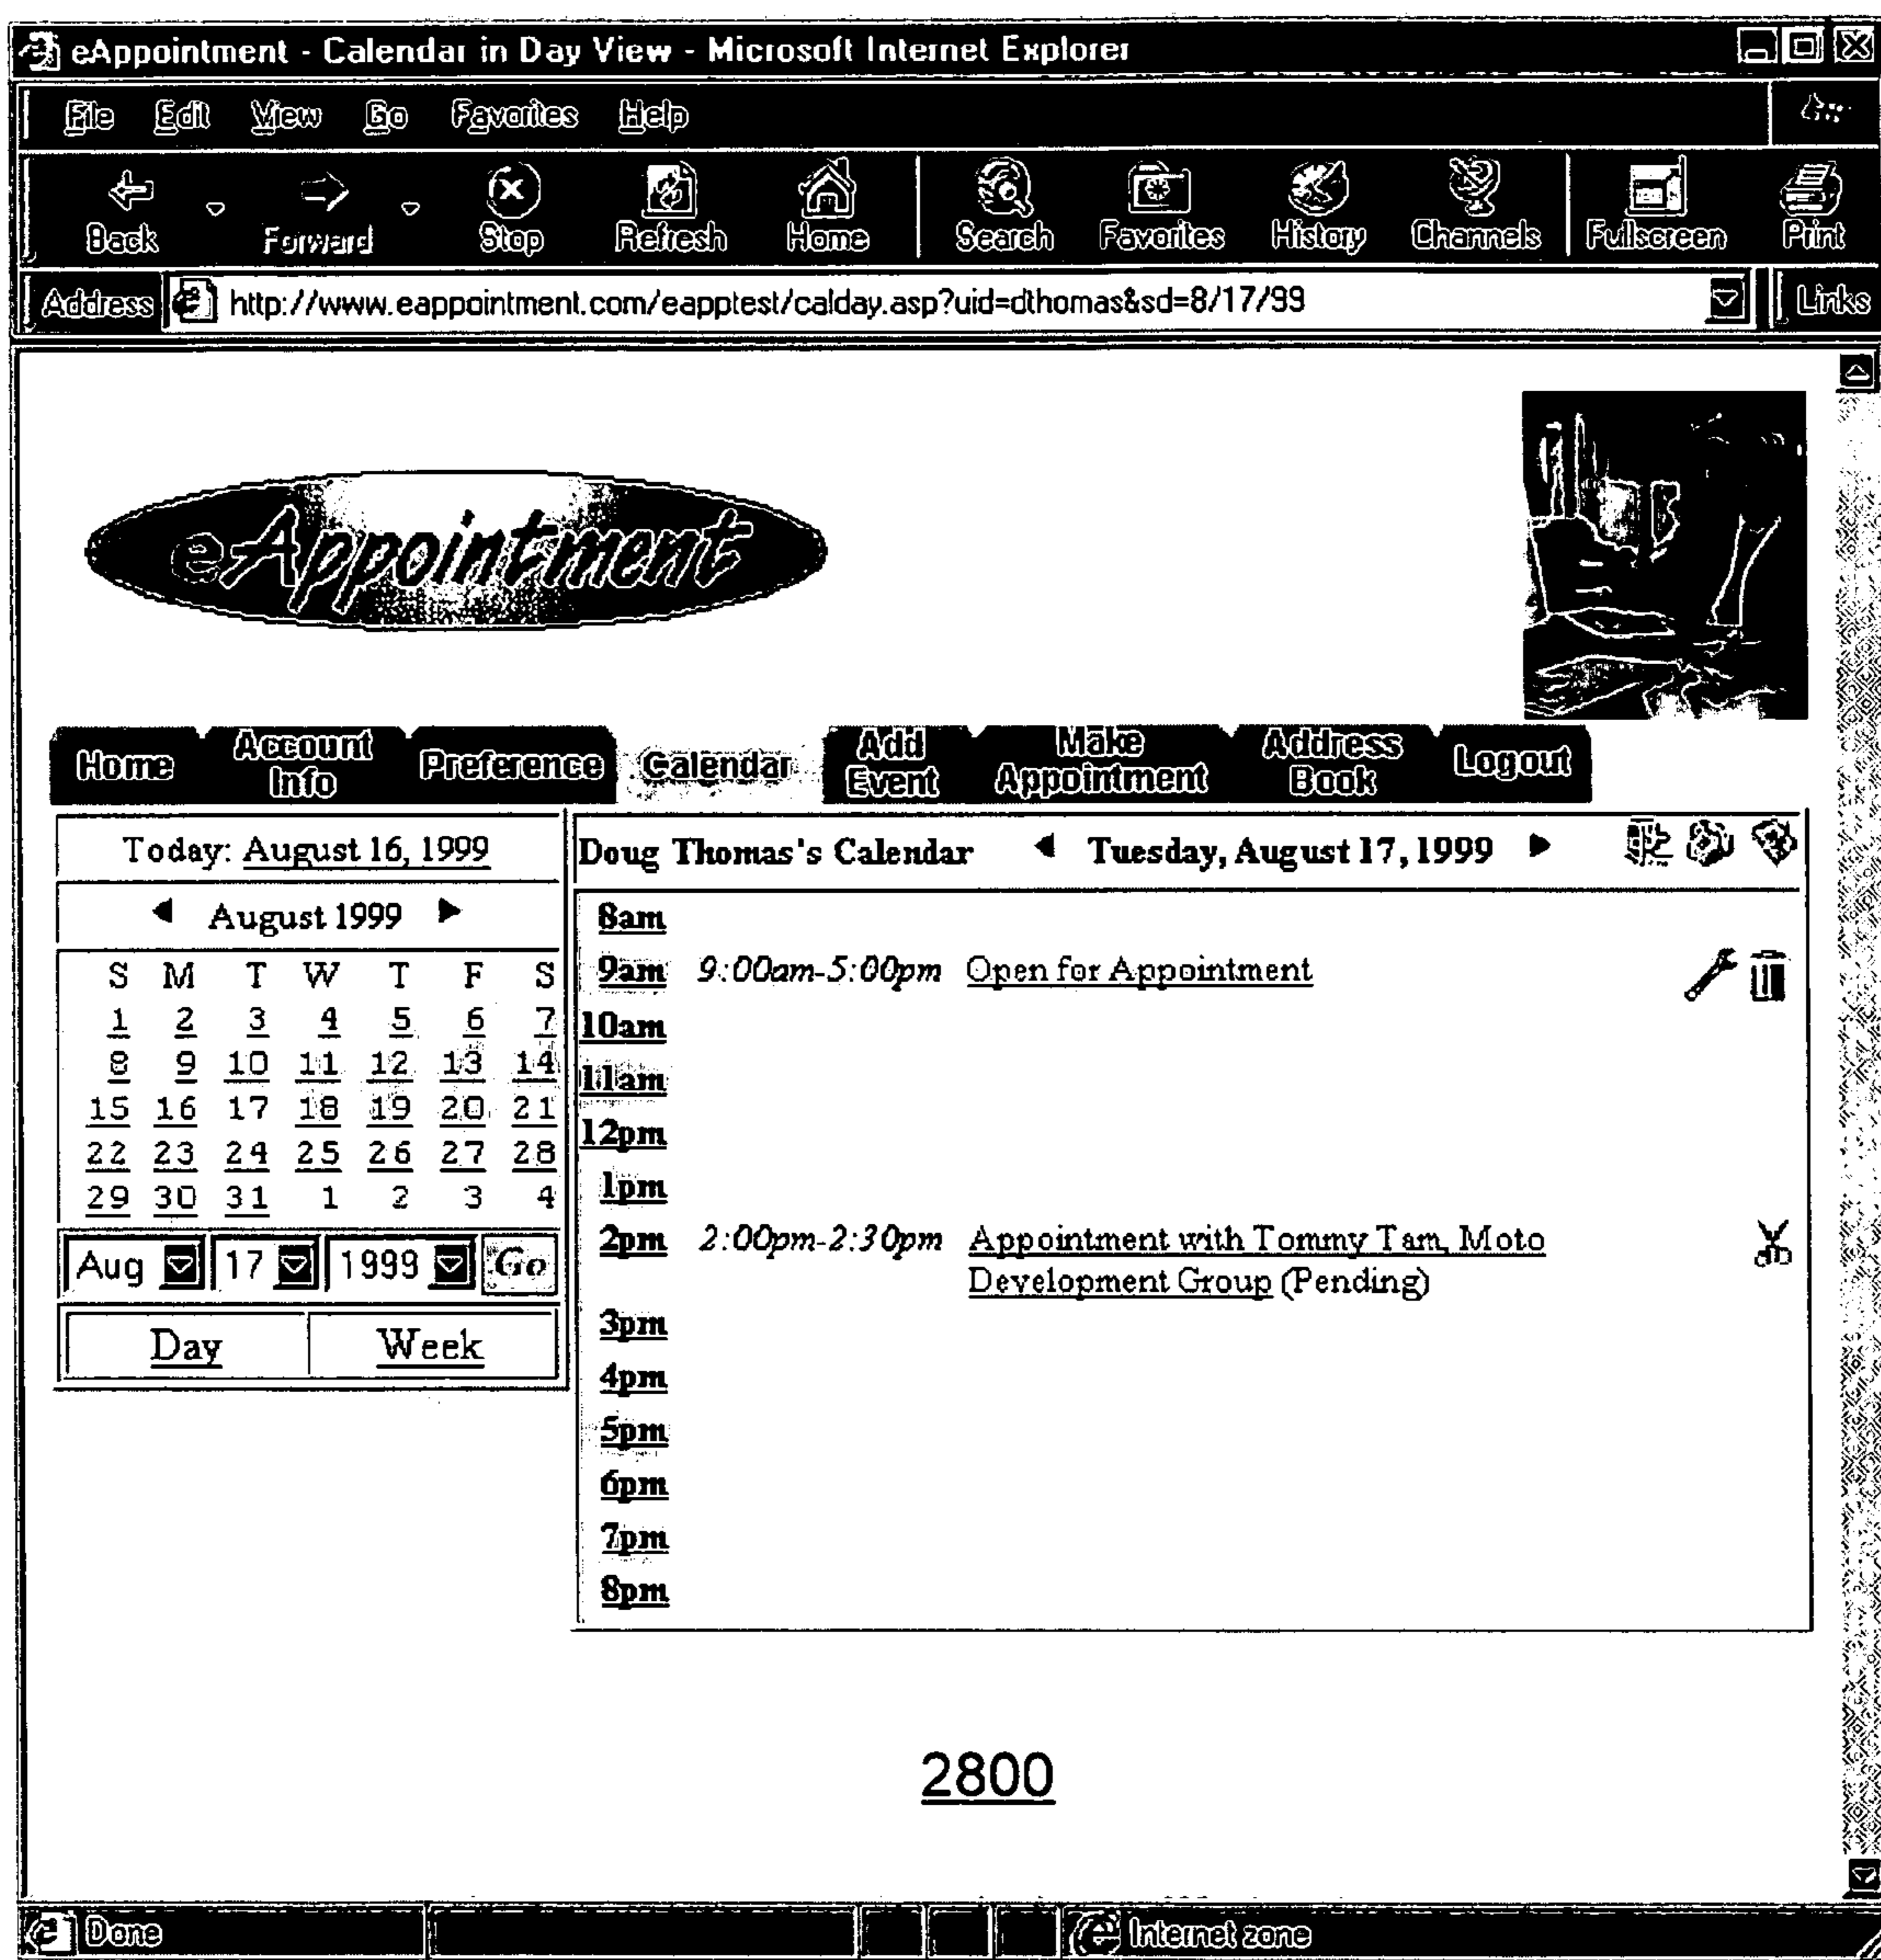 eAppointment - Calendar in Day View - Microsoft Internet Explorer
File Edit View Go Favorites Help
Back Forward Stop Refresh Home Search Favorites History Channels Fullscreen Print
Address http://www.eappointment.com/eapptest/calday.asp?uid=dthomas&sd=8/17/99 Links
eAppointment
Home Account Info Preference Calendar Add Event Make Appointment Address Book Logout
Today: August 16, 1999
August 1999
S M T W T F S
1 2 3 4 5 6 7
8 9 10 11 12 13 14
15 16 17 18 19 20 21
22 23 24 25 26 27 28
29 30 31 1 2 3 4
Aug 17 1999 Go
Day Week
Doug Thomas's Calendar Tuesday, August 17, 1999
8am
9am 9:00am-5:00pm Open for Appointment
10am
11am
12pm
1pm
2pm 2:00pm-2:30pm Appointment with Tommy Tam, Moto
Development Group (Pending)
3pm
4pm
5pm
6pm
7pm
8pm
2800
Done Internet zone